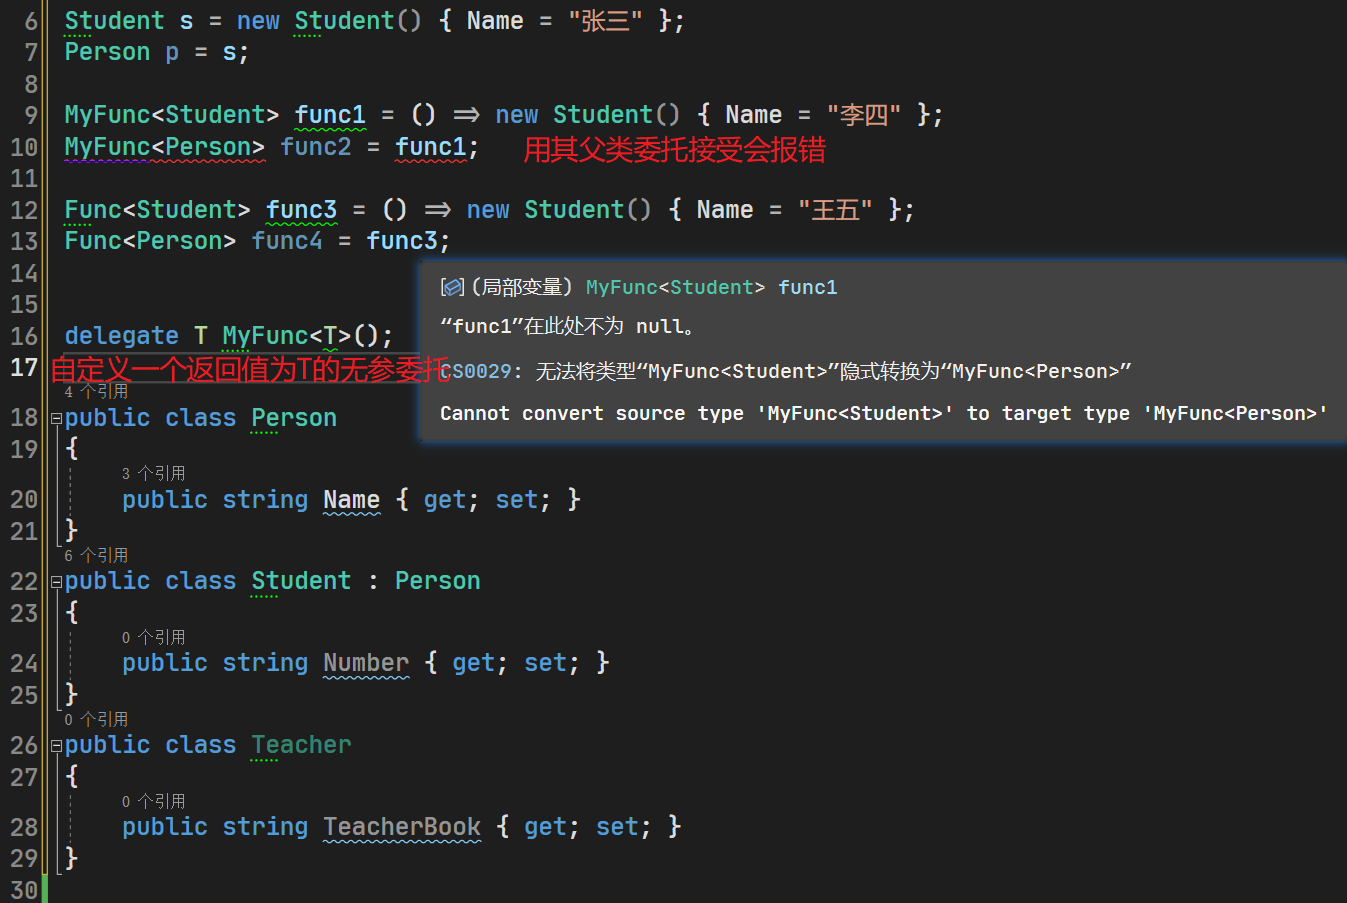 6 Student s = new Student() { Name = "张三" };
7 Person p = s;
8
9 MyFunc<Student> func1 = () => new Student() { Name = "李四" };
10 MyFunc<Person> func2 = func1; 用其父类委托接受会报错
11
12 Func<Student> func3 = () => new Student() { Name = "王五" };
13 Func<Person> func4 = func3;
14
(局部变量) MyFunc<Student> func1
15
“func1”在此处不为 null。
16 delegate T MyFunc<T>();
17 自定义一个返回值为T的无参委托
CS0029: 无法将类型“MyFunc<Student>”隐式转换为“MyFunc<Person>”
4 个引用
18 public class Person
Cannot convert source type 'MyFunc<Student>' to target type 'MyFunc<Person>'
19 {
3 个引用
20 public string Name { get; set; }
21 }
6 个引用
22 public class Student : Person
23 {
0 个引用
24 public string Number { get; set; }
25 }
0 个引用
26 public class Teacher
27 {
0 个引用
28 public string TeacherBook { get; set; }
29 }
30